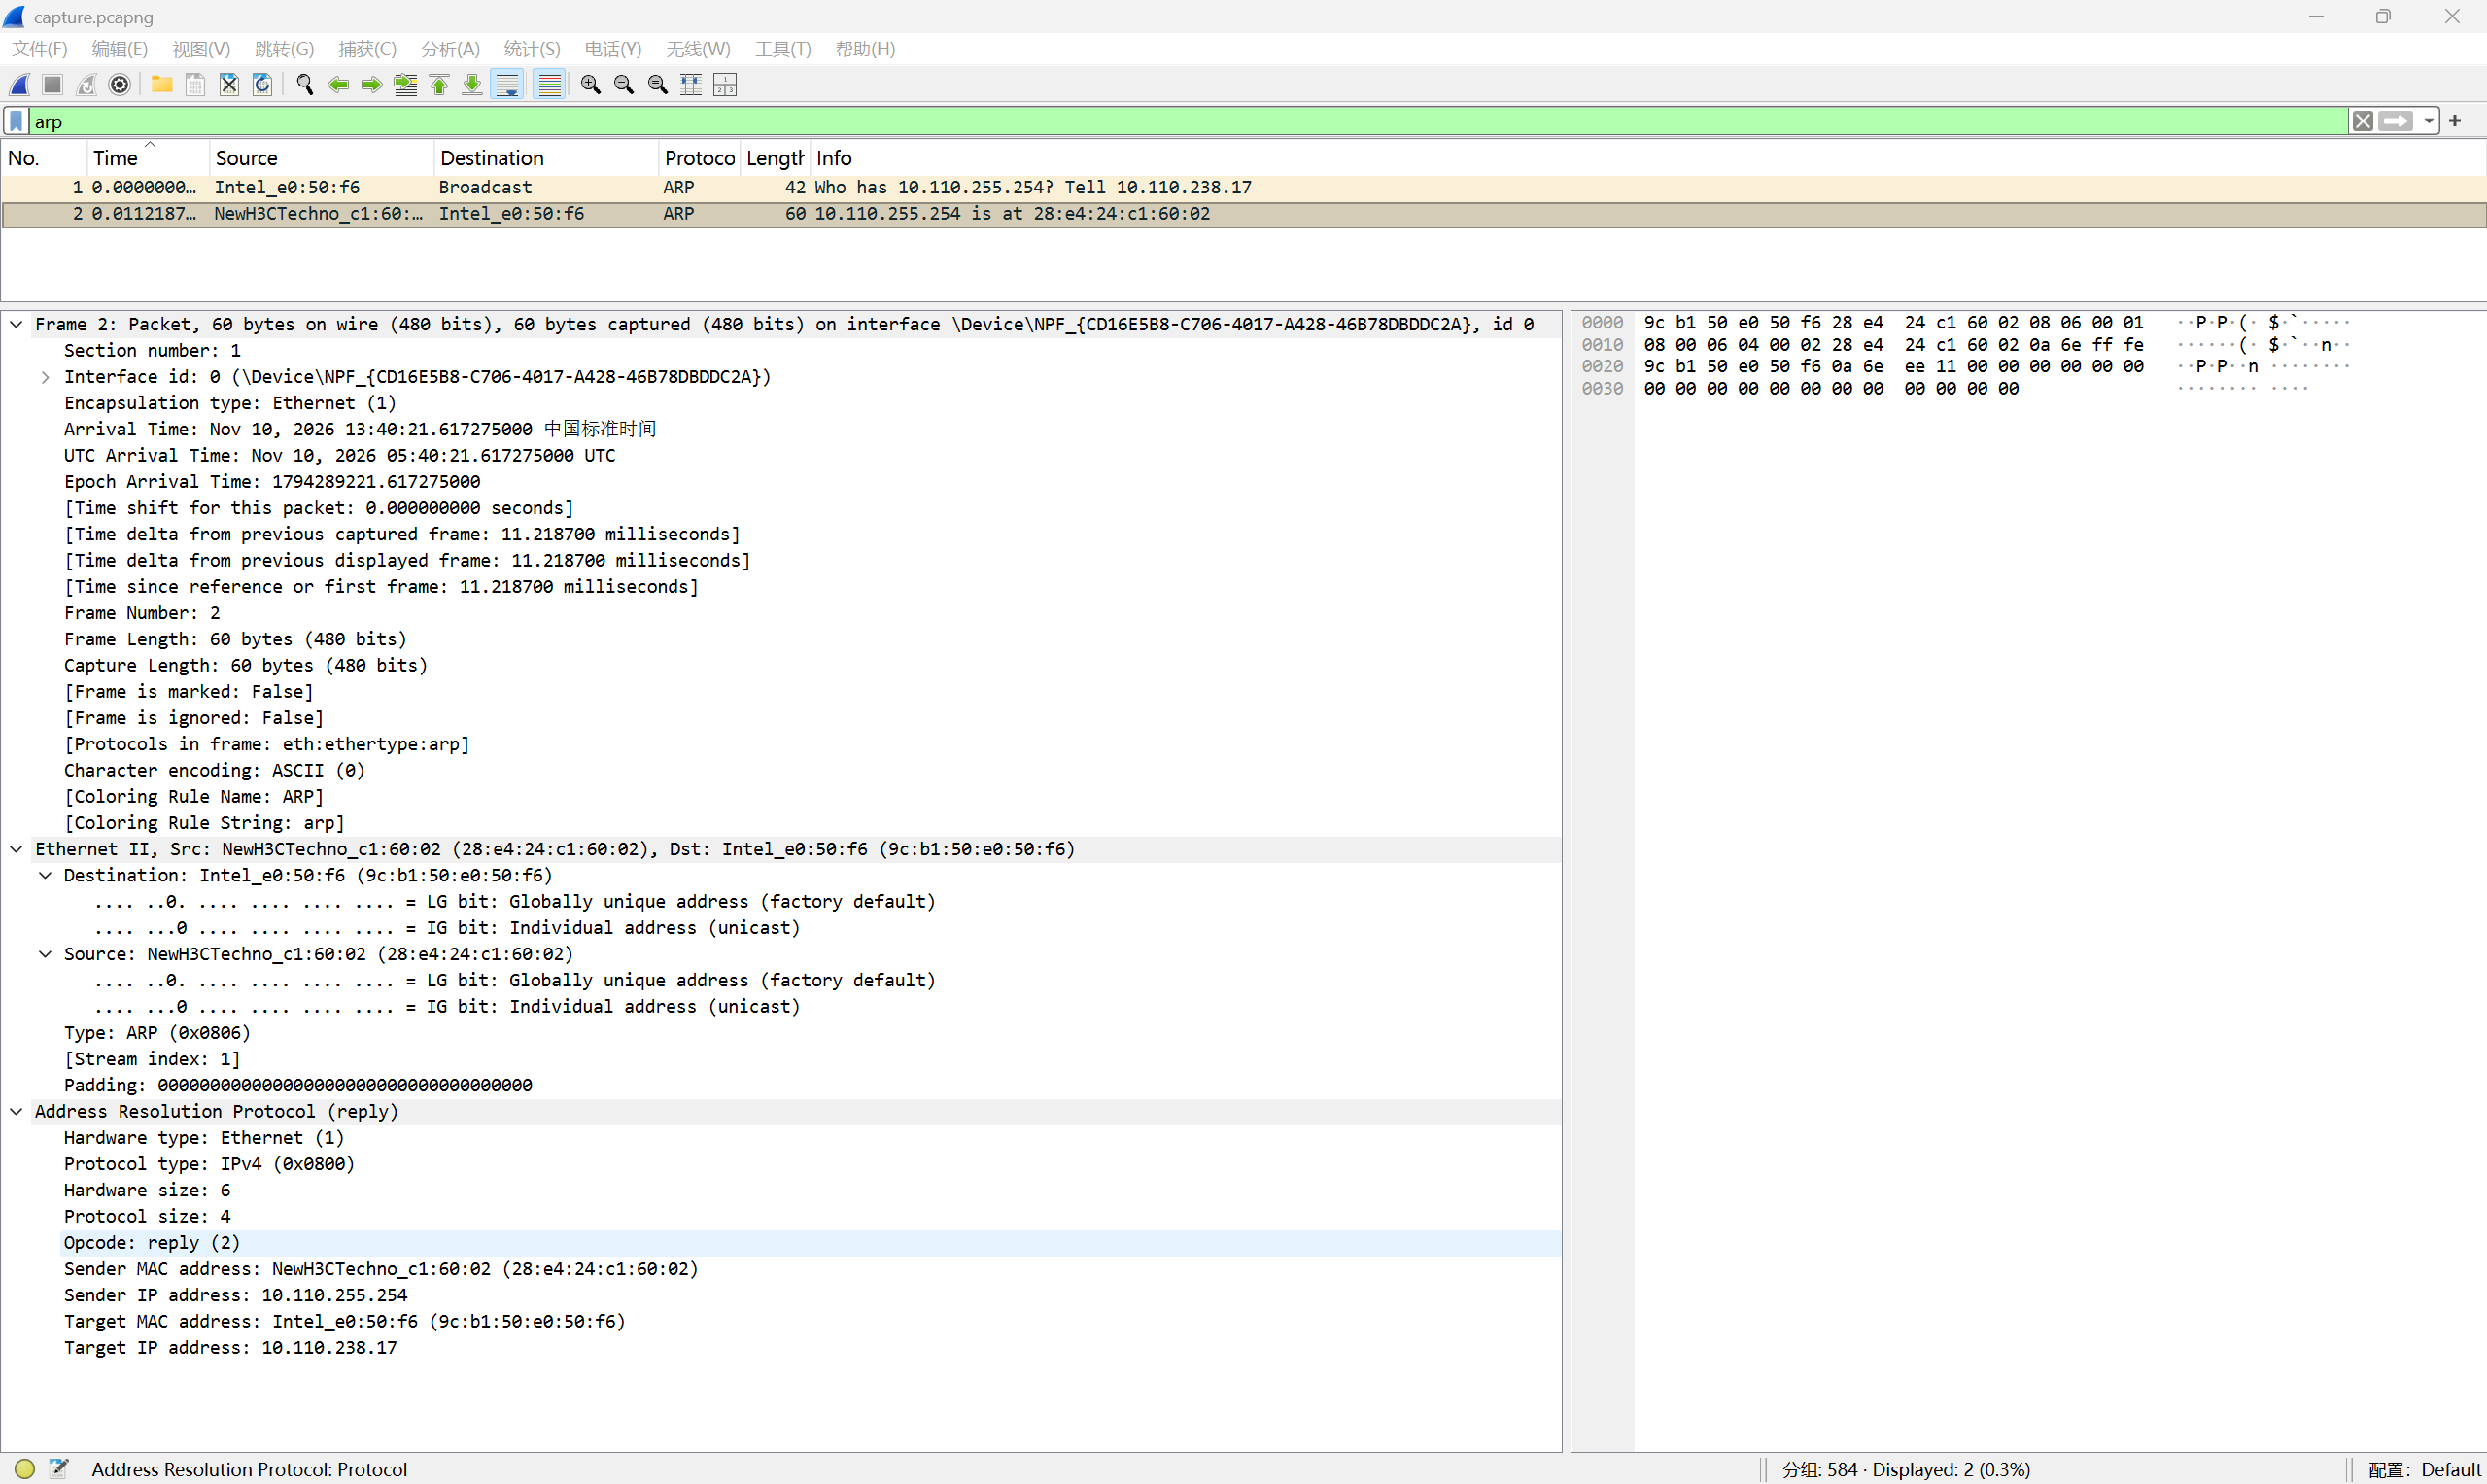 capture.pcapng
文件(F) 编辑(E) 视图(V) 跳转(G) 捕获(C) 分析(A) 统计(S) 电话(Y) 无线(W) 工具(T) 帮助(H)
arp
No. Time Source Destination Protoco Length Info
1 0.0000000… Intel_e0:50:f6 Broadcast ARP 42 Who has 10.110.255.254? Tell 10.110.238.17
2 0.0112187… NewH3CTechno_c1:60:… Intel_e0:50:f6 ARP 60 10.110.255.254 is at 28:e4:24:c1:60:02
Frame 2: Packet, 60 bytes on wire (480 bits), 60 bytes captured (480 bits) on interface \Device\NPF_{CD16E5B8-C706-4017-A428-46B78DBDDC2A}, id 0
Section number: 1
Interface id: 0 (\Device\NPF_{CD16E5B8-C706-4017-A428-46B78DBDDC2A})
Encapsulation type: Ethernet (1)
Arrival Time: Nov 10, 2026 13:40:21.617275000 中国标准时间
UTC Arrival Time: Nov 10, 2026 05:40:21.617275000 UTC
Epoch Arrival Time: 1794289221.617275000
[Time shift for this packet: 0.000000000 seconds]
[Time delta from previous captured frame: 11.218700 milliseconds]
[Time delta from previous displayed frame: 11.218700 milliseconds]
[Time since reference or first frame: 11.218700 milliseconds]
Frame Number: 2
Frame Length: 60 bytes (480 bits)
Capture Length: 60 bytes (480 bits)
[Frame is marked: False]
[Frame is ignored: False]
[Protocols in frame: eth:ethertype:arp]
Character encoding: ASCII (0)
[Coloring Rule Name: ARP]
[Coloring Rule String: arp]
Ethernet II, Src: NewH3CTechno_c1:60:02 (28:e4:24:c1:60:02), Dst: Intel_e0:50:f6 (9c:b1:50:e0:50:f6)
Destination: Intel_e0:50:f6 (9c:b1:50:e0:50:f6)
.... ..0. .... .... .... .... = LG bit: Globally unique address (factory default)
.... ...0 .... .... .... .... = IG bit: Individual address (unicast)
Source: NewH3CTechno_c1:60:02 (28:e4:24:c1:60:02)
.... ..0. .... .... .... .... = LG bit: Globally unique address (factory default)
.... ...0 .... .... .... .... = IG bit: Individual address (unicast)
Type: ARP (0x0806)
[Stream index: 1]
Padding: 000000000000000000000000000000000000
Address Resolution Protocol (reply)
Hardware type: Ethernet (1)
Protocol type: IPv4 (0x0800)
Hardware size: 6
Protocol size: 4
Opcode: reply (2)
Sender MAC address: NewH3CTechno_c1:60:02 (28:e4:24:c1:60:02)
Sender IP address: 10.110.255.254
Target MAC address: Intel_e0:50:f6 (9c:b1:50:e0:50:f6)
Target IP address: 10.110.238.17
0000 9c b1 50 e0 50 f6 28 e4 24 c1 60 02 08 06 00 01 ··P·P·(· $·`·····
0010 08 00 06 04 00 02 28 e4 24 c1 60 02 0a 6e ff fe ······(· $·`··n··
0020 9c b1 50 e0 50 f6 0a 6e ee 11 00 00 00 00 00 00 ··P·P··n ········
0030 00 00 00 00 00 00 00 00 00 00 00 00 ········ ····
Address Resolution Protocol: Protocol
分组: 584 · Displayed: 2 (0.3%)
配置: Default